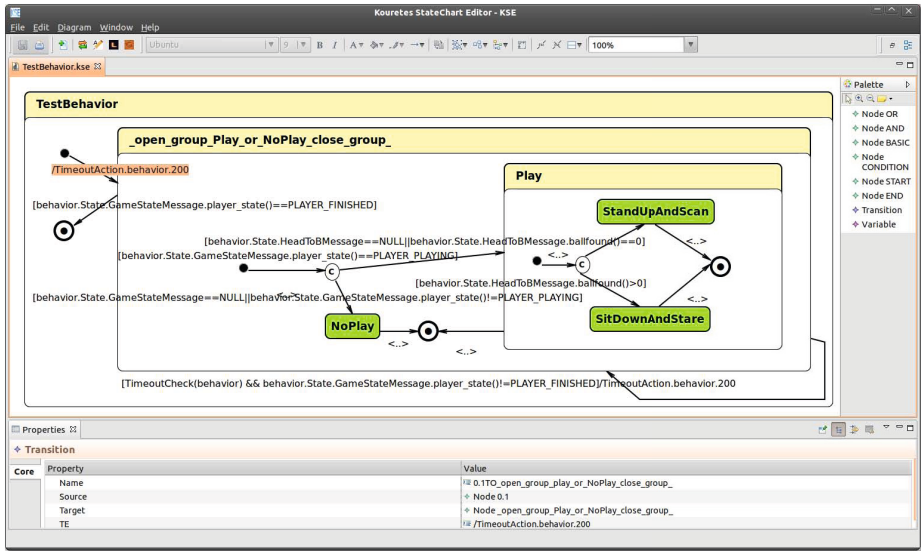 Kouretes StateChart Editor - KSE
File Edit Diagram Window Help
Ubuntu 9 B I A 100%
TestBehavior.kse
Palette
Node OR
Node AND
Node BASIC
Node
CONDITION
Node START
Node END
Transition
Variable
TestBehavior
_open_group_Play_or_NoPlay_close_group_
/TimeoutAction.behavior.200
Play
[behavior.State.GameStateMessage.player_state()==PLAYER_FINISHED]
StandUpAndScan
[behavior.State.HeadToBMessage==NULL||behavior.State.HeadToBMessage.ballfound()==0]
<..>
[behavior.State.GameStateMessage.player_state()==PLAYER_PLAYING]
<..>
C
C
[behavior.State.HeadToBMessage.ballfound()>0]
[behavior.State.GameStateMessage==NULL||behavior.State.GameStateMessage.player_state()!=PLAYER_PLAYING]
<..>
<..>
NoPlay
SitDownAndStare
<..>
<..>
[TimeoutCheck(behavior) && behavior.State.GameStateMessage.player_state()!=PLAYER_FINISHED]/TimeoutAction.behavior.200
Properties
Transition
Core
Property Value
Name 0.1TO_open_group_play_or_NoPlay_close_group_
Source Node 0.1
Target Node _open_group_Play_or_NoPlay_close_group_
TE /TimeoutAction.behavior.200